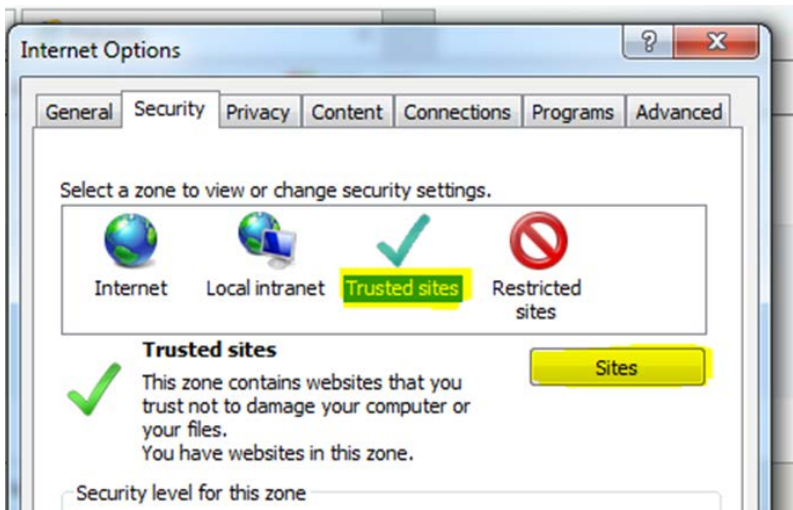 Internet Options
General Security Privacy Content Connections Programs Advanced
Select a zone to view or change security settings.
Internet Local intranet Trusted sites Restricted sites
Trusted sites
Sites
This zone contains websites that you
trust not to damage your computer or
your files.
You have websites in this zone.
Security level for this zone